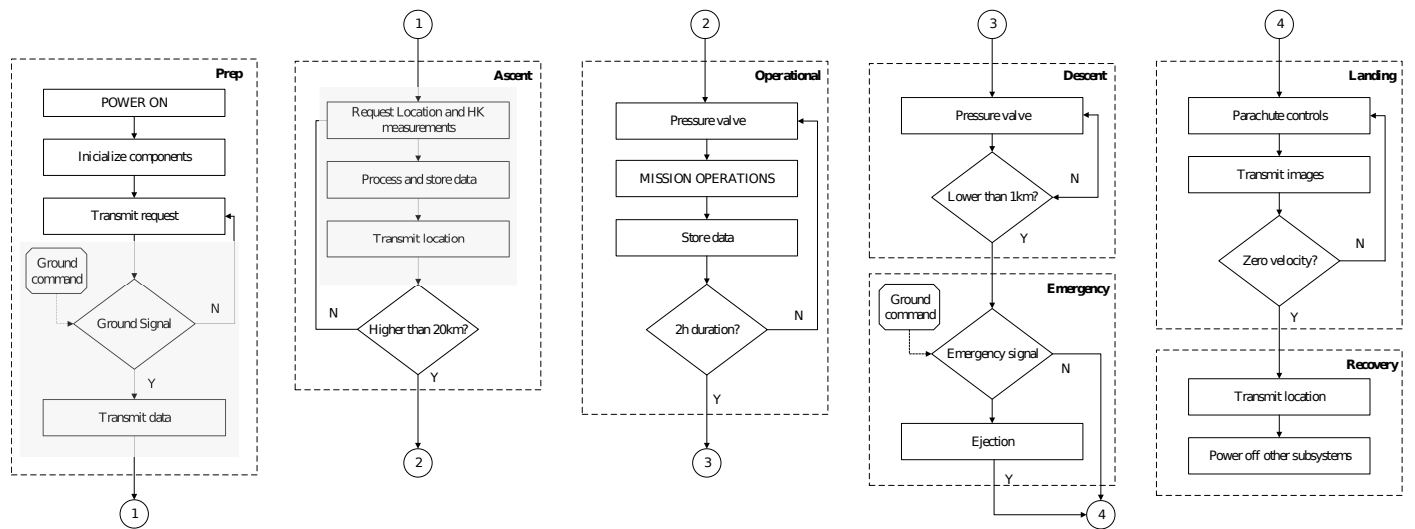 Prep
POWER ON
Inicialize components
Transmit request
Ground
command
Ground Signal
N
Y
Transmit data
1
1
Ascent
Request Location and HK
measurements
Process and store data
Transmit location
Higher than 20km?
N
Y
2
2
Operational
Pressure valve
MISSION OPERATIONS
Store data
2h duration?
N
Y
3
3
Descent
Pressure valve
Lower than 1km?
N
Y
Emergency
Ground
command
Emergency signal
N
Ejection
Y
4
4
Landing
Parachute controls
Transmit images
Zero velocity?
N
Y
Recovery
Transmit location
Power off other subsystems